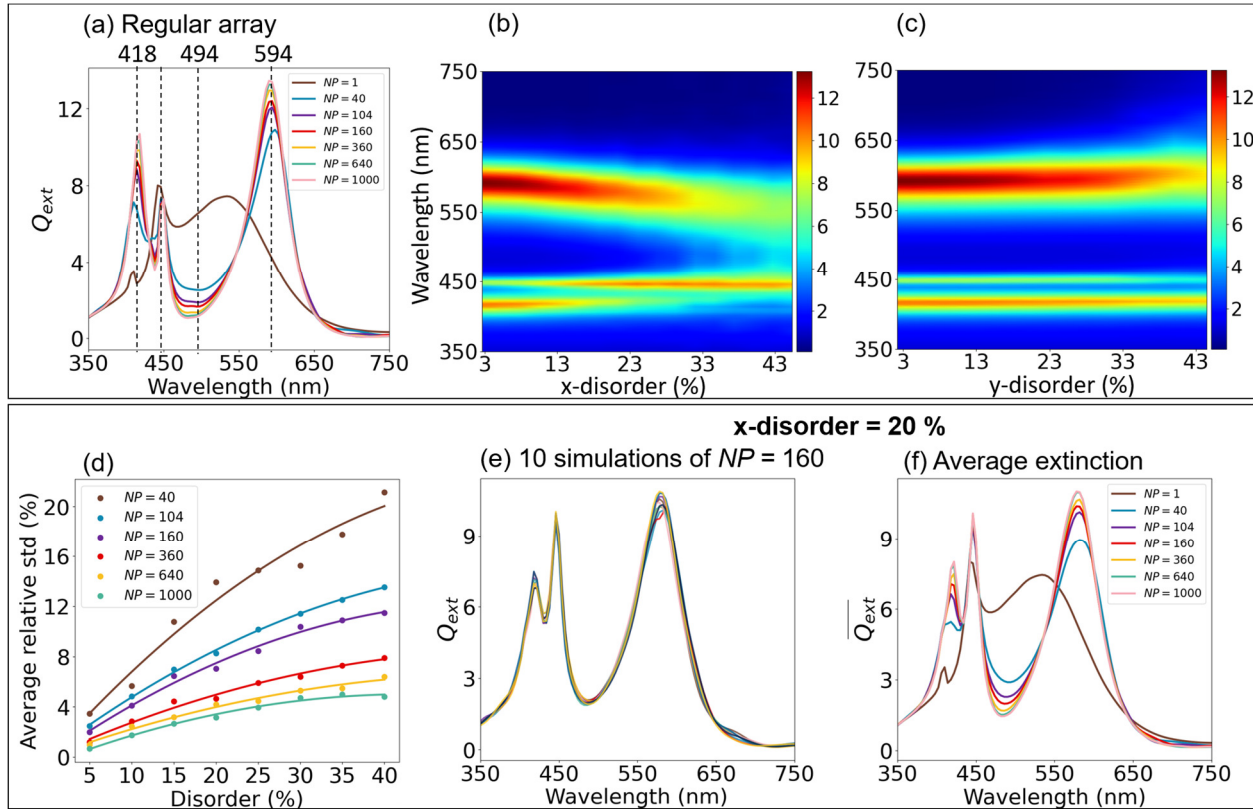 (a) Regular array
418 494 594
12
8
4
0
Q_ext
NP = 1
NP = 40
NP = 104
NP = 160
NP = 360
NP = 640
NP = 1000
350 450 550 650 750
Wavelength (nm)
(b)
750
650
550
450
350
Wavelength (nm)
3 13 23 33 43
x-disorder (%)
12
10
8
6
4
2
(c)
750
650
550
450
350
3 13 23 33 43
y-disorder (%)
12
10
8
6
4
2
x-disorder = 20 %
(d)
20
16
12
8
4
0
Average relative std (%)
NP = 40
NP = 104
NP = 160
NP = 360
NP = 640
NP = 1000
5 10 15 20 25 30 35 40
Disorder (%)
(e) 10 simulations of NP = 160
9
6
3
0
Q_ext
350 450 550 650 750
Wavelength (nm)
(f) Average extinction
9
6
3
0
Q_ext
NP = 1
NP = 40
NP = 104
NP = 160
NP = 360
NP = 640
NP = 1000
350 450 550 650 750
Wavelength (nm)